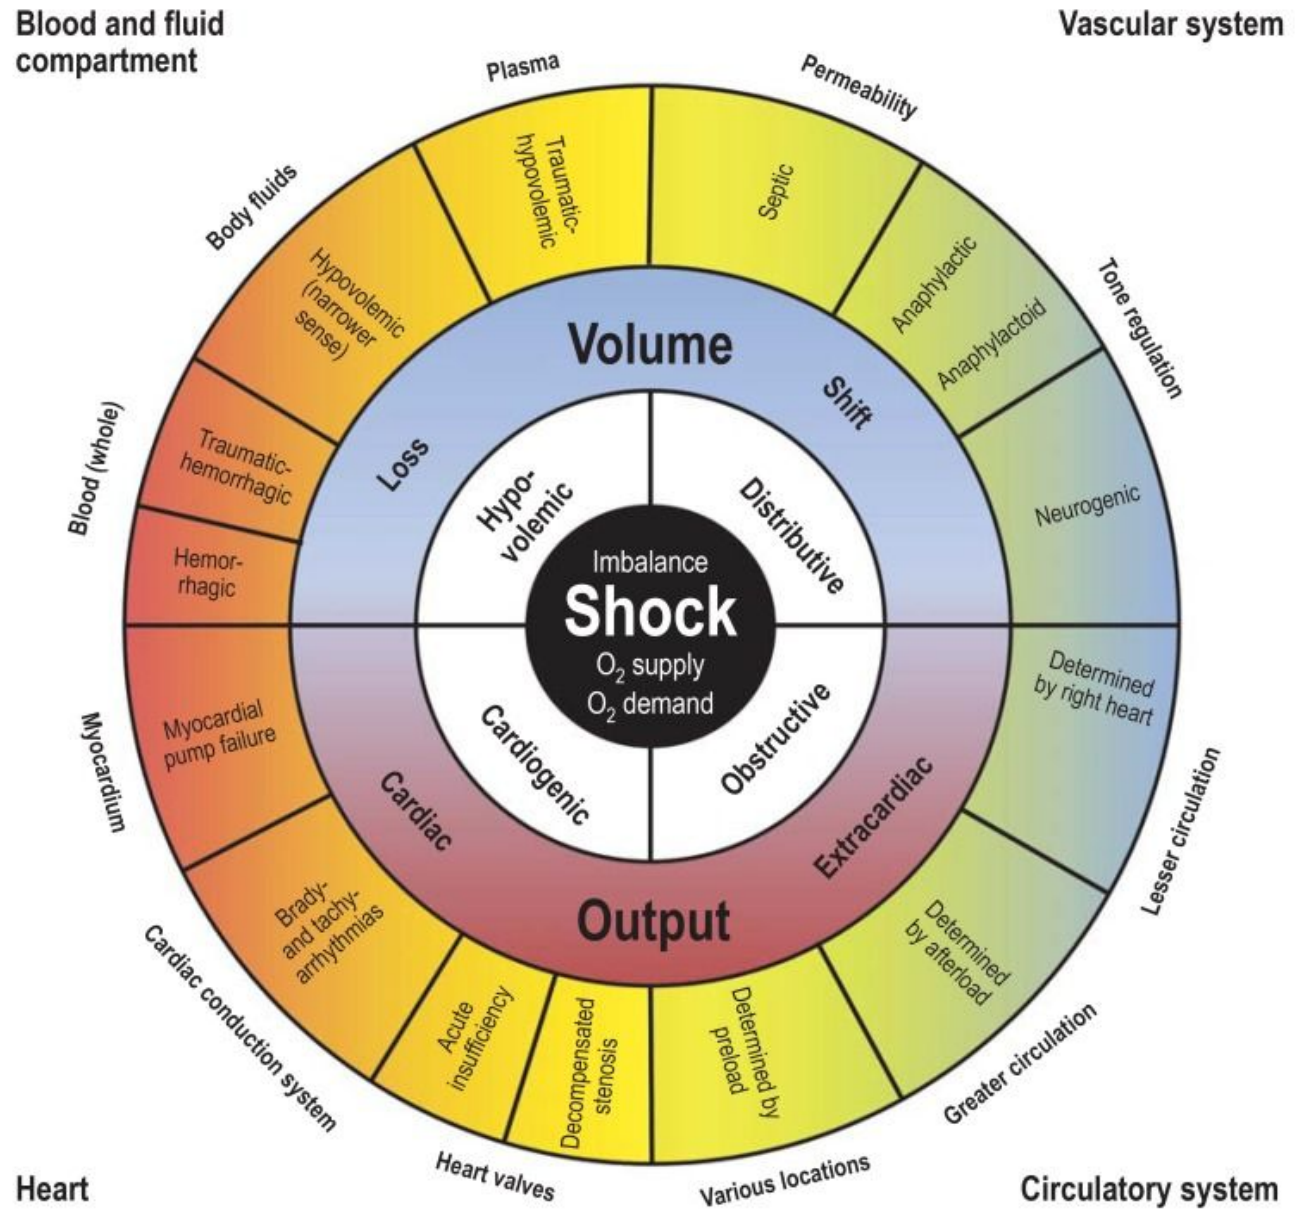 Blood and fluid
compartment
Vascular system
Plasma
Permeability
Body fluids
Tone regulation
Blood (whole)
Traumatic-
hypovolemic
Septic
Hypovolemic
(narrower
sense)
Anaphylactic
Anaphylactoid
Traumatic-
hemorrhagic
Neurogenic
Hemor-
rhagic
Volume
Loss
Shift
Hypo-
volemic
Distributive
Imbalance
Shock
O₂ supply
O₂ demand
Cardiogenic
Obstructive
Cardiac
Extracardiac
Output
Myocardial
pump failure
Determined
by right heart
Brady-
and tachy-
arrhythmias
Determined
by afterload
Acute
insufficiency
Decompensated
stenosis
Determined by
preload
Myocardium
Lesser circulation
Cardiac conduction system
Greater circulation
Heart valves
Various locations
Heart
Circulatory system